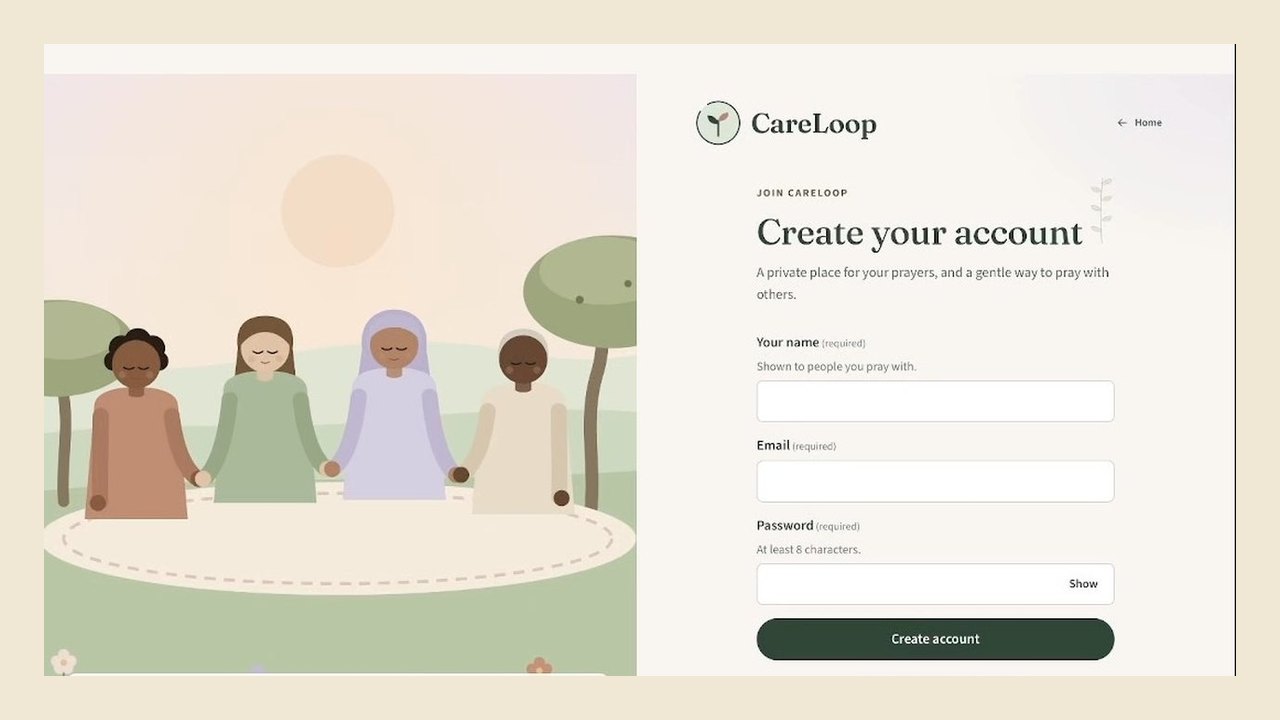 CareLoop
← Home
JOIN CARELOOP
Create your account
A private place for your prayers, and a gentle way to pray with
others.
Your name (required)
Shown to people you pray with.
Email (required)
Password (required)
At least 8 characters.
Show
Create account